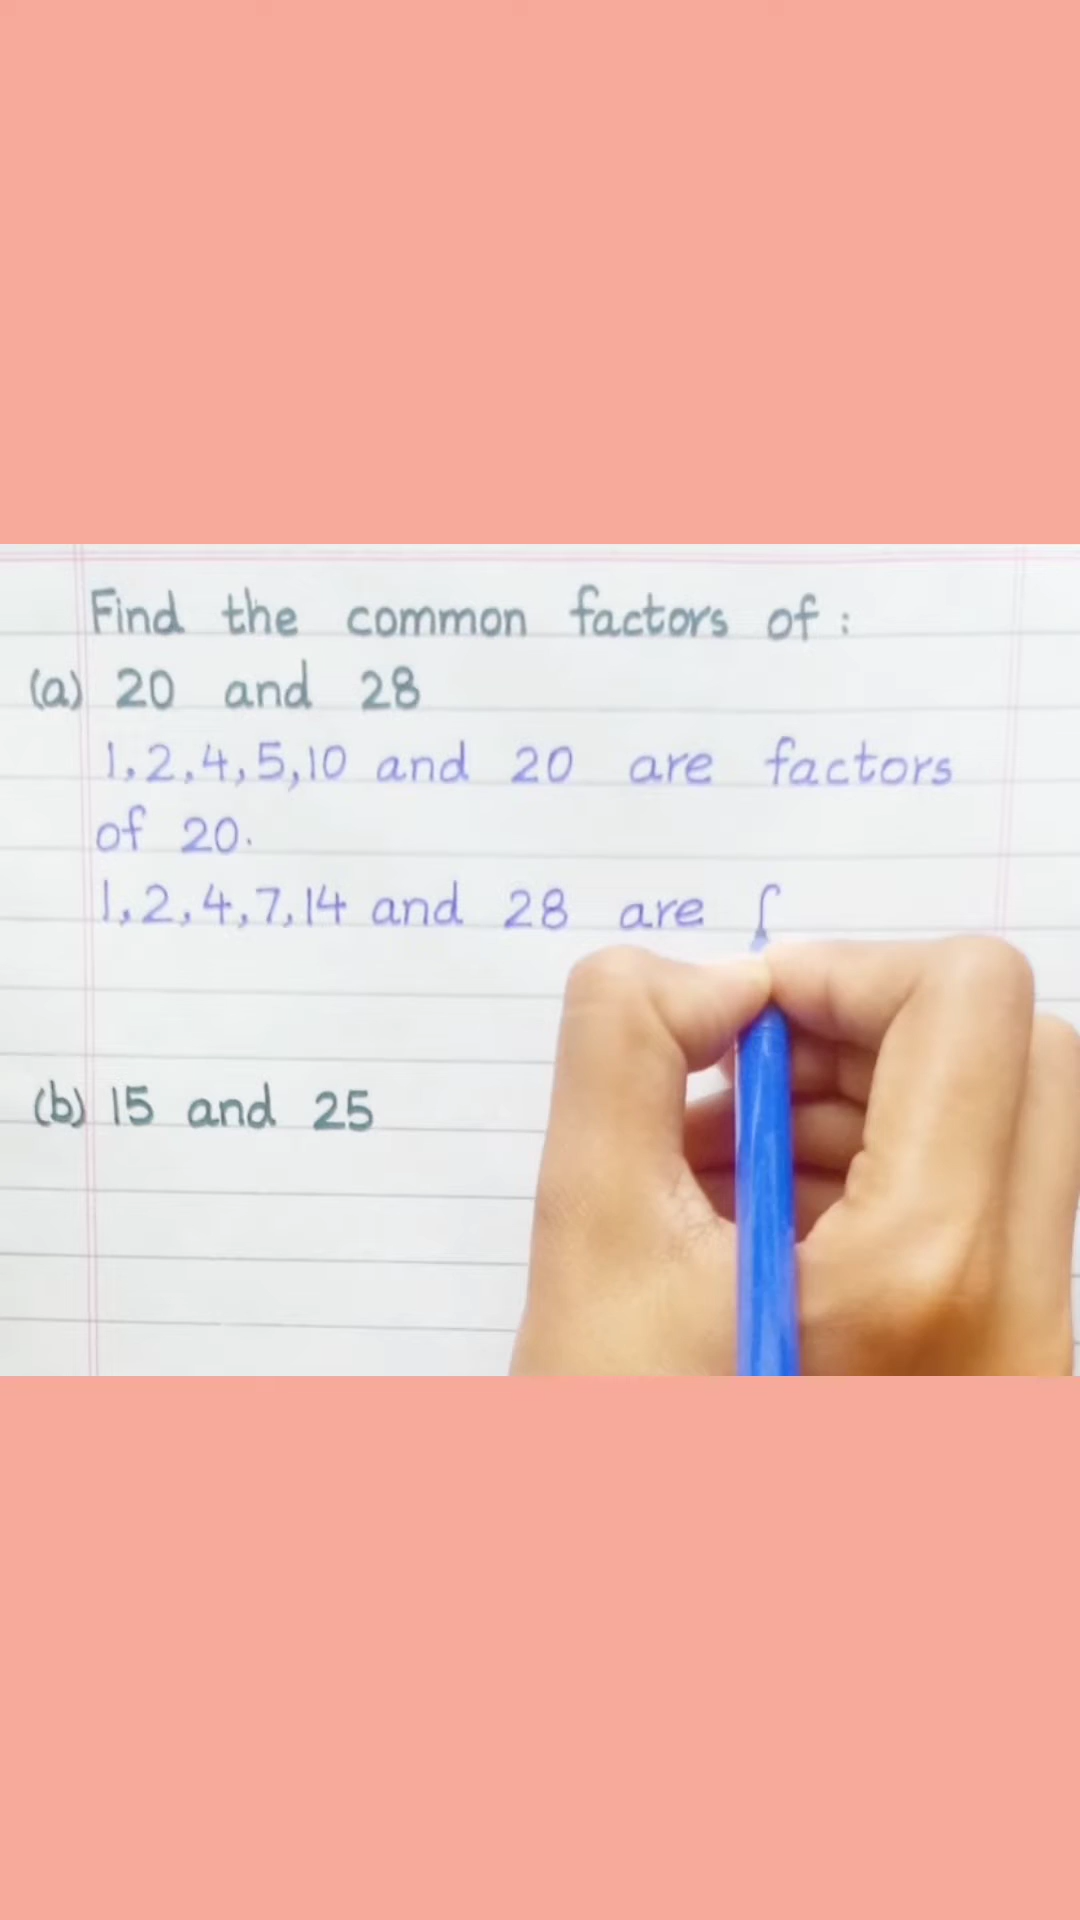 Find the common factors of :
(a) 20 and 28
1,2,4,5,10 and 20 are factors
of 20.
1,2,4,7,14 and 28 are f
(b) 15 and 25